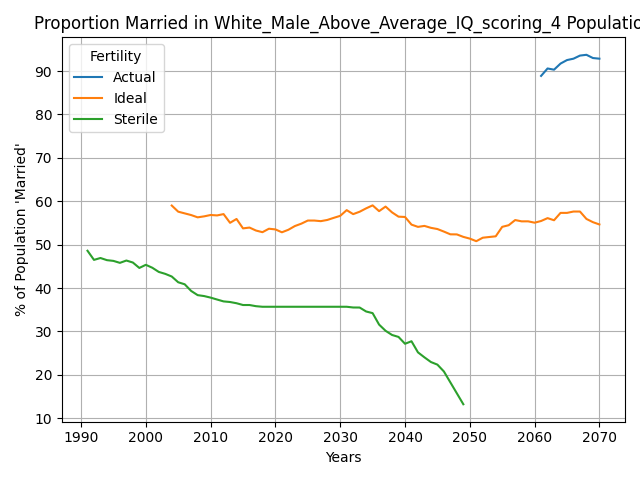 Proportion Married in White_Male_Above_Average_IQ_scoring_4 Populatio
Fertility
Actual
Ideal
Sterile
% of Population 'Married'
90
80
70
60
50
40
30
20
10
1990 2000 2010 2020 2030 2040 2050 2060 2070
Years